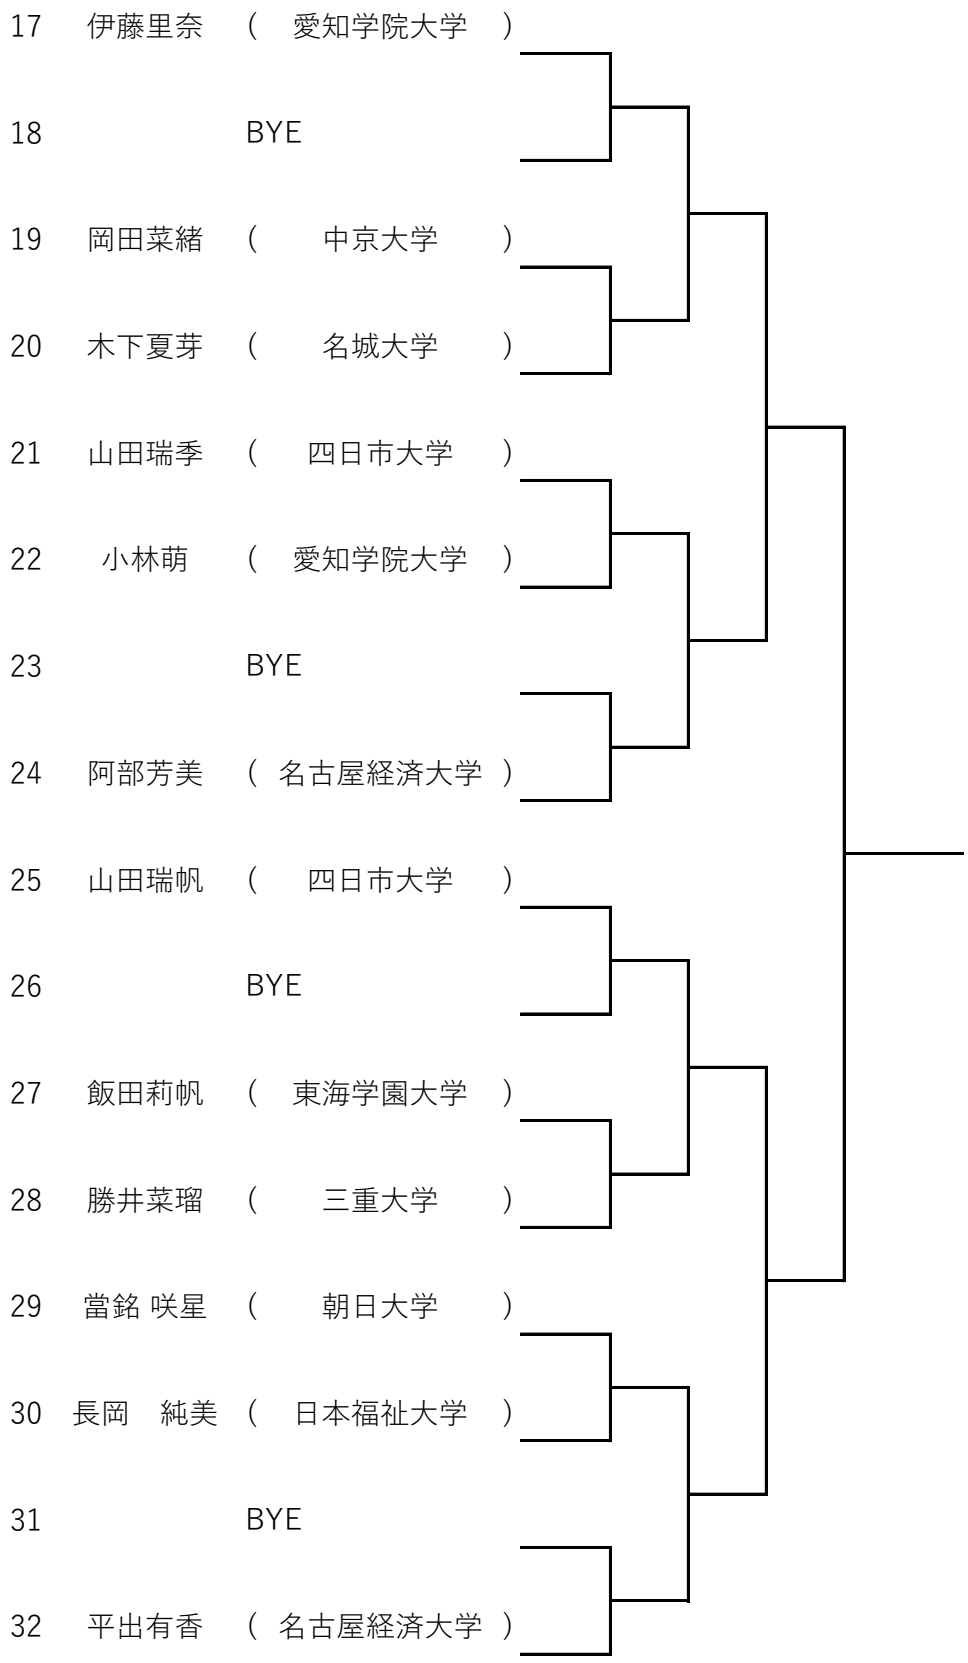 17 伊藤里奈 ( 愛知学院大学 )
18 BYE
19 岡田菜緒 ( 中京大学 )
20 木下夏芽 ( 名城大学 )
21 山田瑞季 ( 四日市大学 )
22 小林萌 ( 愛知学院大学 )
23 BYE
24 阿部芳美 ( 名古屋経済大学 )
25 山田瑞帆 ( 四日市大学 )
26 BYE
27 飯田莉帆 ( 東海学園大学 )
28 勝井菜瑠 ( 三重大学 )
29 當銘 咲星 ( 朝日大学 )
30 長岡　純美 ( 日本福祉大学 )
31 BYE
32 平出有香 ( 名古屋経済大学 )